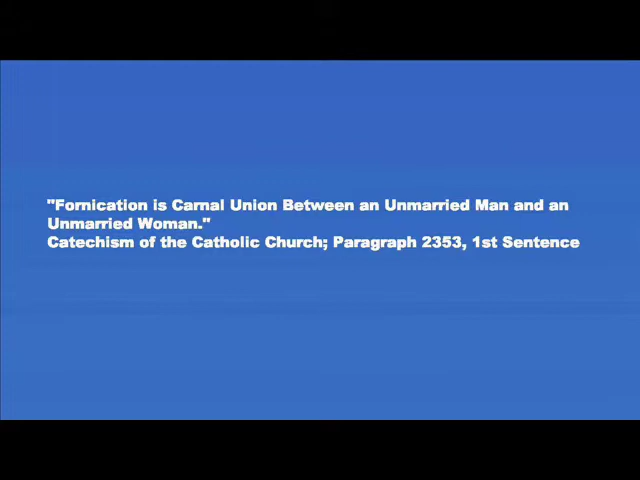 "Fornication is Carnal Union Between an Unmarried Man and an
Unmarried Woman."
Catechism of the Catholic Church; Paragraph 2353, 1st Sentence